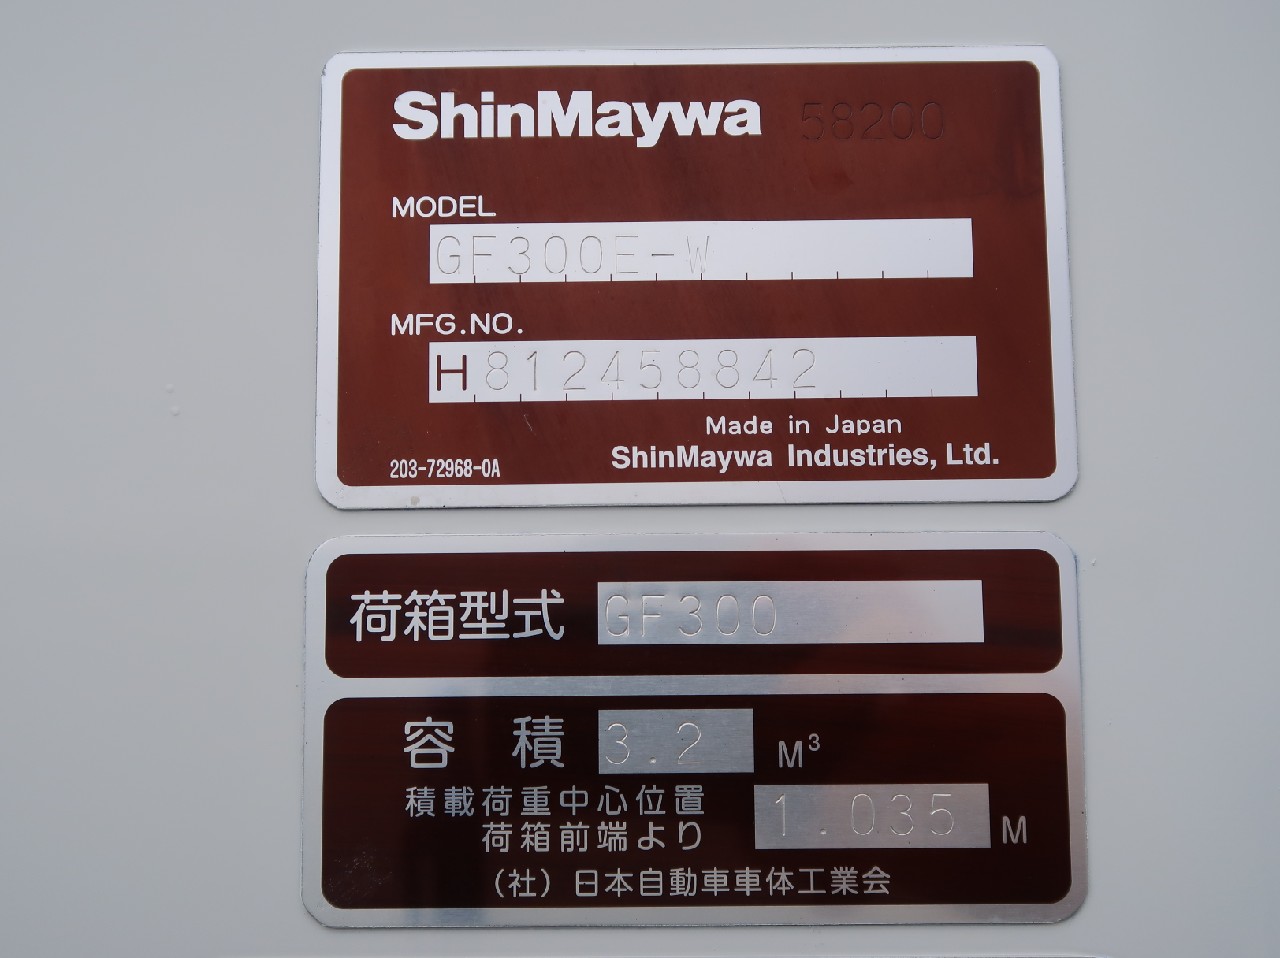 ShinMaywa 58200
MODEL
GF300E-W
MFG.NO.
H812458842
Made in Japan
203-72968-0A ShinMaywa Industries, Ltd.
荷箱型式 GF300
容積 3.2 M³
積載荷重中心位置
荷箱前端より 1.035 M
（社）日本自動車車体工業会